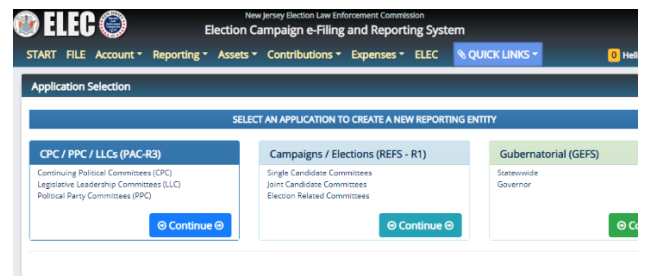 New Jersey Election Law Enforcement Commission
ELEC
Election Campaign e-Filing and Reporting System
START FILE Account Reporting Assets Contributions Expenses ELEC QUICK LINKS 0 Hell
Application Selection
SELECT AN APPLICATION TO CREATE A NEW REPORTING ENTITY
CPC / PPC / LLCs (PAC-R3)
Continuing Political Committees (CPC)
Legislative Leadership Committees (LLC)
Political Party Committees (PPC)
Continue
Campaigns / Elections (REFS - R1)
Single Candidate Committees
Joint Candidate Committees
Election Related Committees
Continue
Gubernatorial (GEFS)
Statewwide
Governor
Co